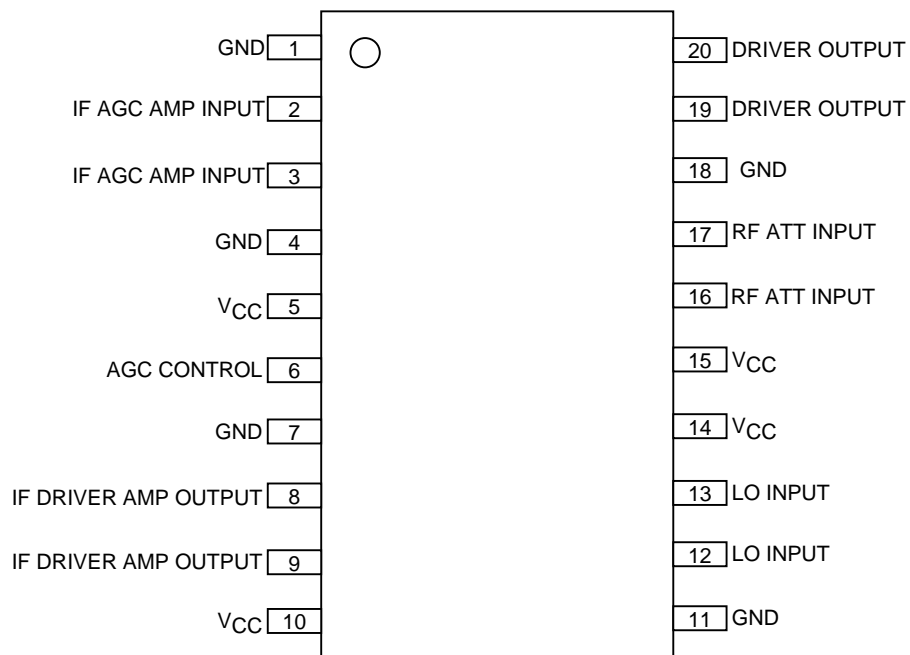 GND 1
IF AGC AMP INPUT 2
IF AGC AMP INPUT 3
GND 4
VCC 5
AGC CONTROL 6
GND 7
IF DRIVER AMP OUTPUT 8
IF DRIVER AMP OUTPUT 9
VCC 10
20 DRIVER OUTPUT
19 DRIVER OUTPUT
18 GND
17 RF ATT INPUT
16 RF ATT INPUT
15 VCC
14 VCC
13 LO INPUT
12 LO INPUT
11 GND